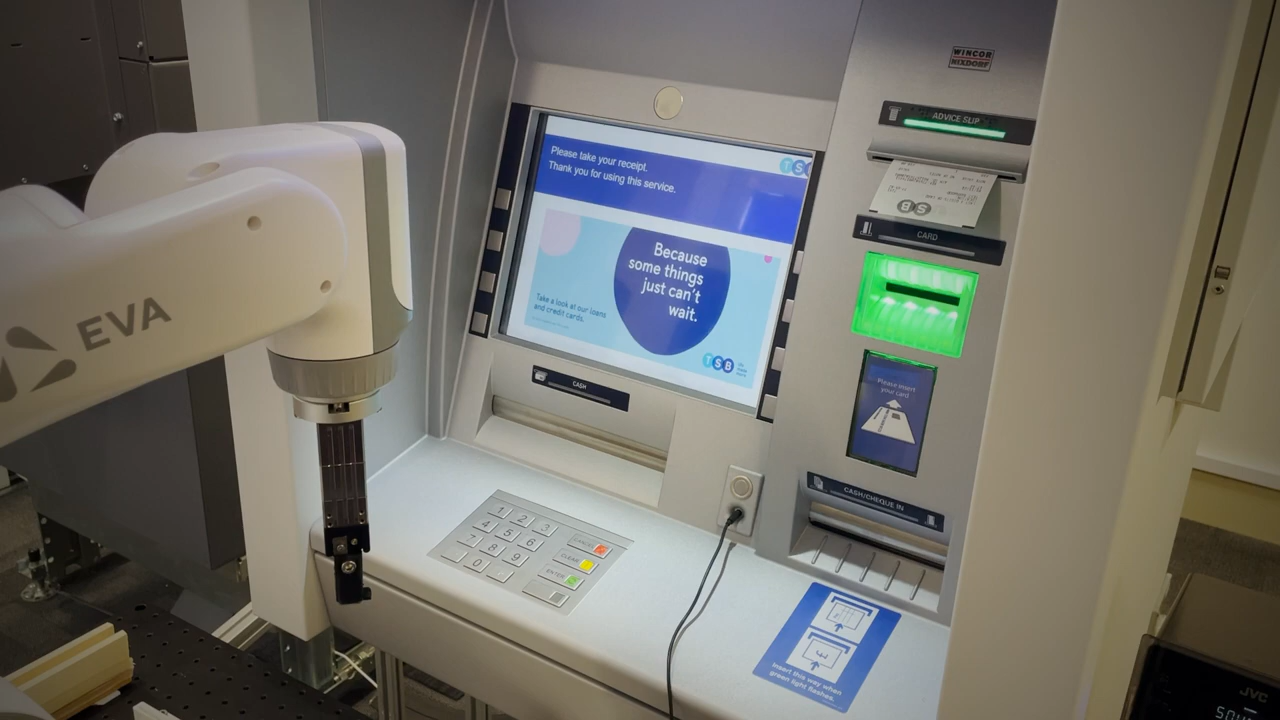 EVA
Please take your receipt.
Thank you for using this service.
TSB
Because
some things
just can't
wait.
Take a look at our loans
and credit cards.
TSB
CASH
1 2 3
4 5 6
7 8 9
0
CANCEL
CLEAR
ENTER
WINCOR
NIXDORF
ADVICE SLIP
TSB
CARD
Please insert
your card
CASH/CHEQUE IN
Insert this way when
green light flashes.
JVC